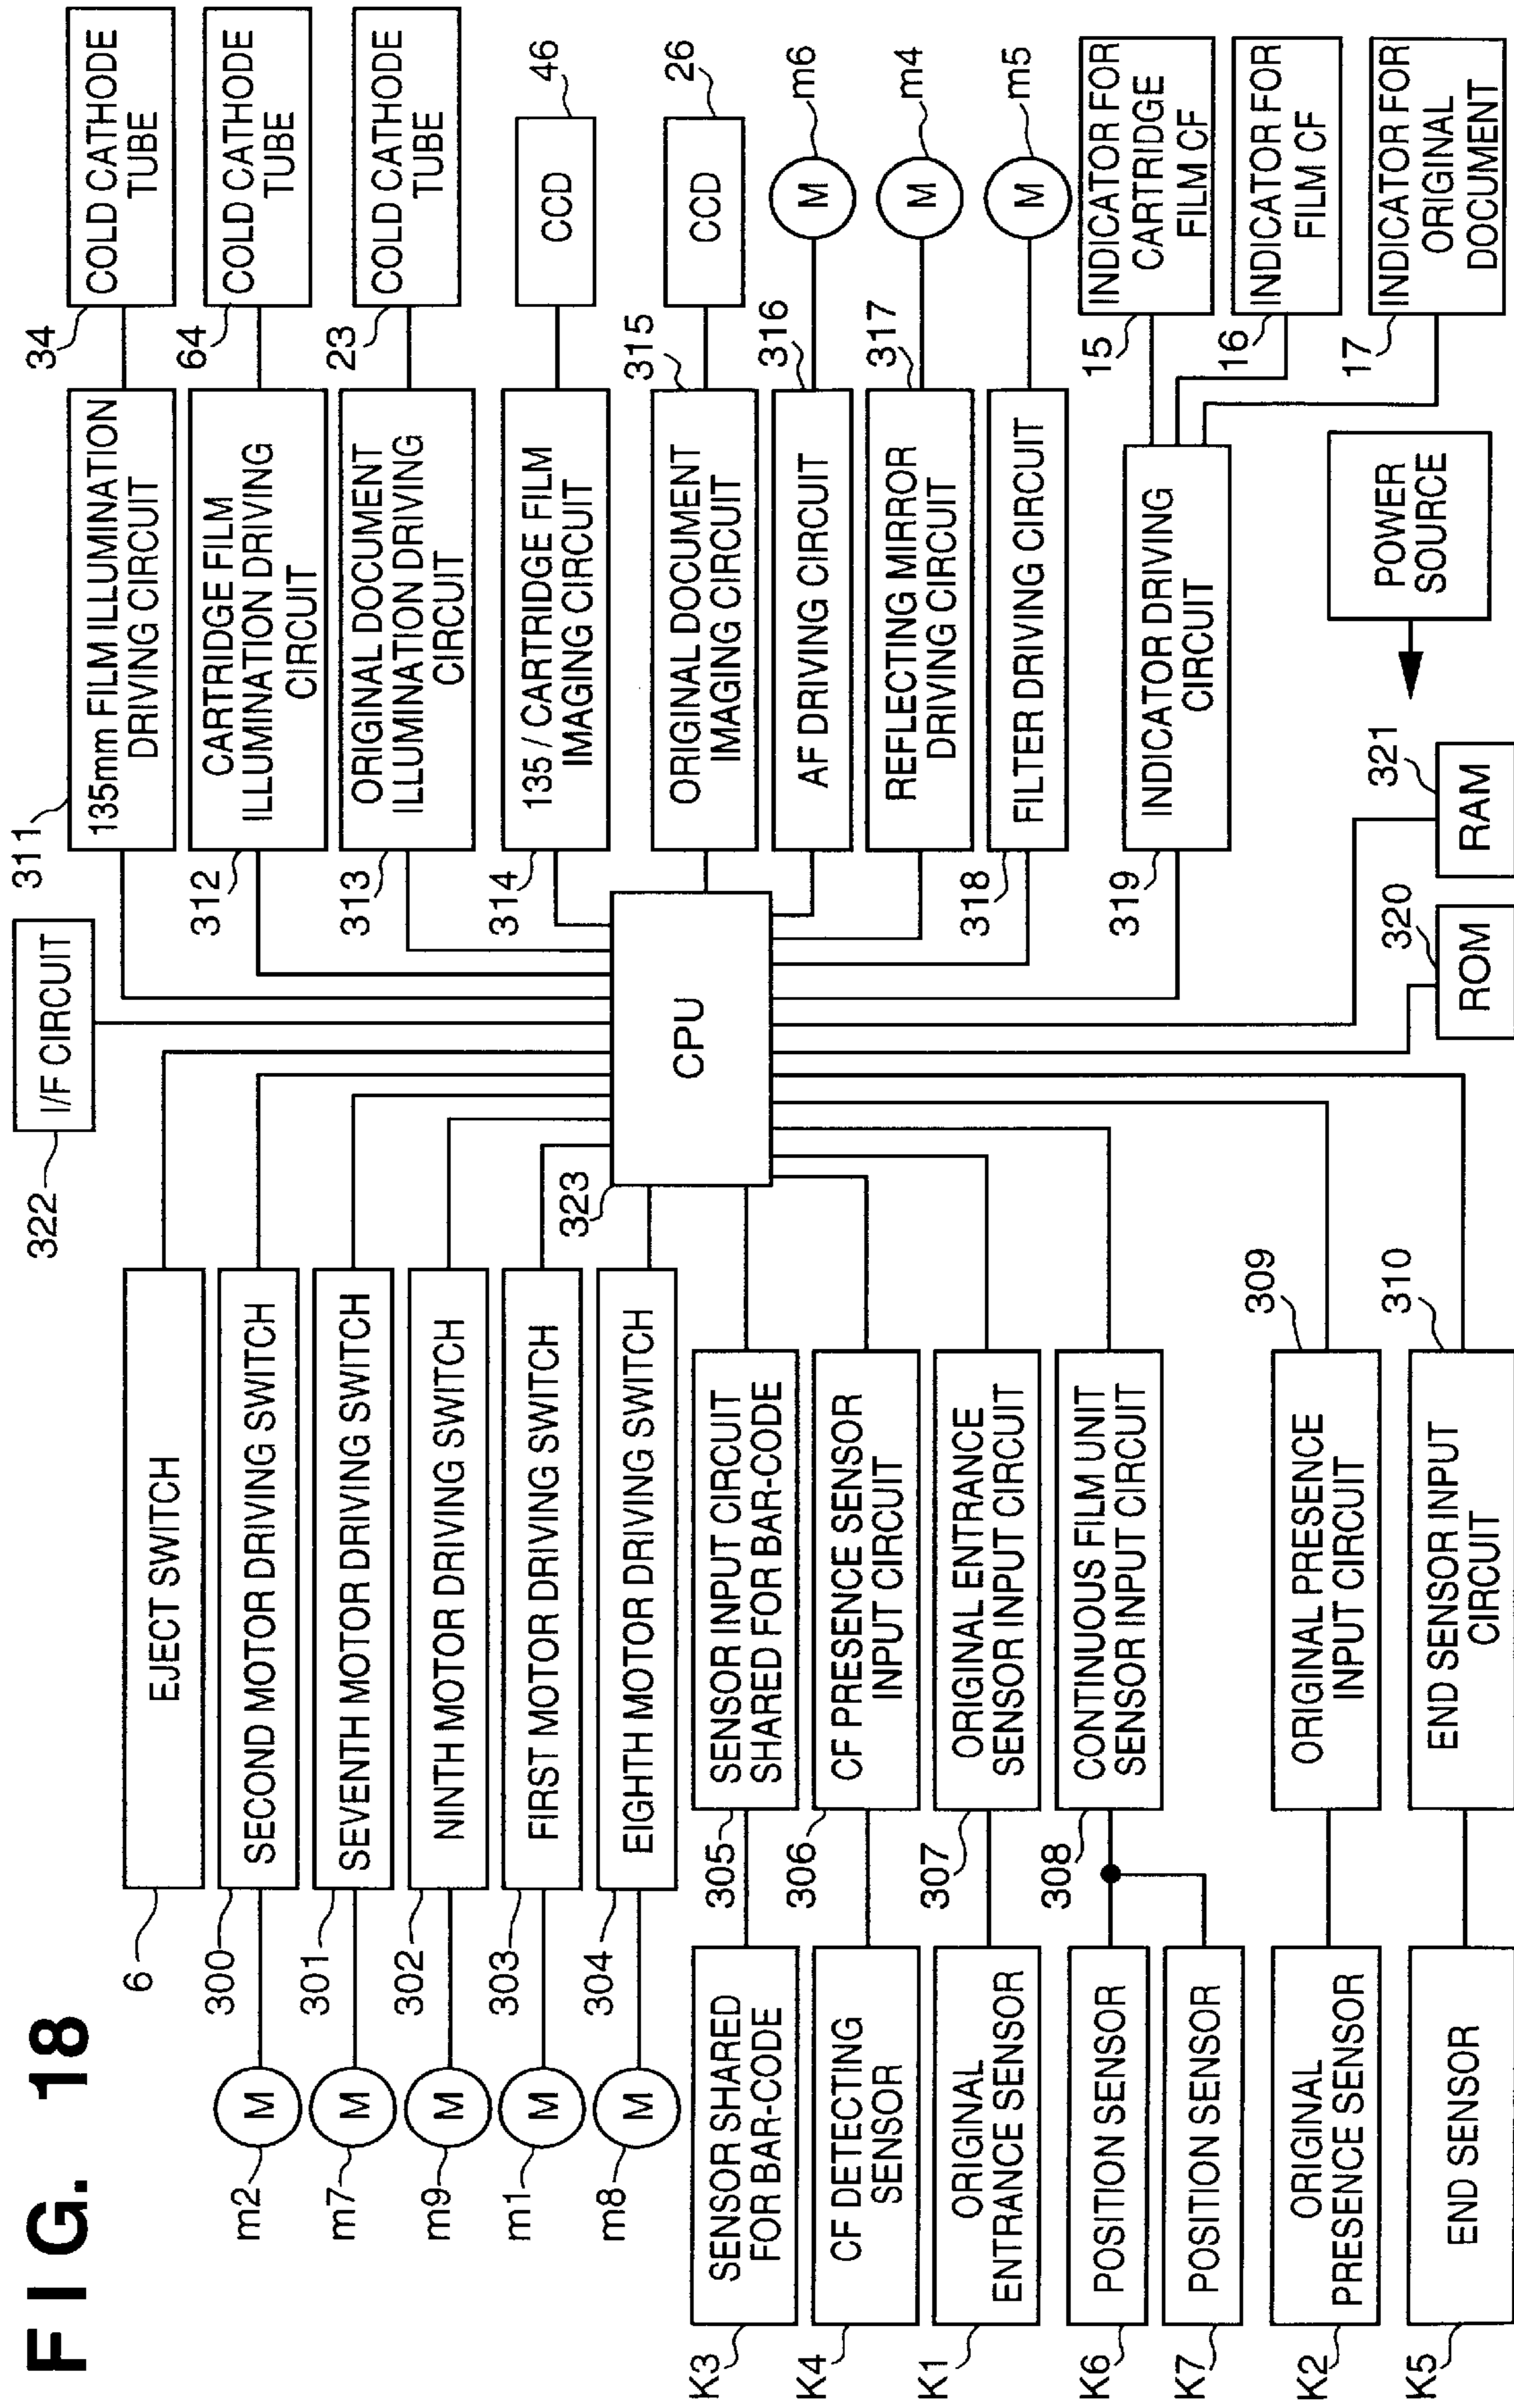 FIG. 18
322
I/F CIRCUIT
311
135mm FILM ILLUMINATION
DRIVING CIRCUIT
34
COLD CATHODE
TUBE
6
EJECT SWITCH
312
CARTRIDGE FILM
ILLUMINATION DRIVING
CIRCUIT
64
COLD CATHODE
TUBE
m2
M
300
SECOND MOTOR DRIVING SWITCH
313
ORIGINAL DOCUMENT
ILLUMINATION DRIVING
CIRCUIT
23
COLD CATHODE
TUBE
m7
M
301
SEVENTH MOTOR DRIVING SWITCH
m9
M
302
NINTH MOTOR DRIVING SWITCH
314
135 / CARTRIDGE FILM
IMAGING CIRCUIT
CCD
46
m1
M
303
FIRST MOTOR DRIVING SWITCH
m8
M
304
EIGHTH MOTOR DRIVING SWITCH
323
CPU
ORIGINAL DOCUMENT
IMAGING CIRCUIT
315
CCD
26
K3
SENSOR SHARED
FOR BAR-CODE
305
SENSOR INPUT CIRCUIT
SHARED FOR BAR-CODE
AF DRIVING CIRCUIT
316
M
m6
K4
CF DETECTING
SENSOR
306
CF PRESENCE SENSOR
INPUT CIRCUIT
REFLECTING MIRROR
DRIVING CIRCUIT
317
M
m4
K1
ORIGINAL
ENTRANCE SENSOR
307
ORIGINAL ENTRANCE
SENSOR INPUT CIRCUIT
318
FILTER DRIVING CIRCUIT
M
m5
K6
POSITION SENSOR
308
CONTINUOUS FILM UNIT
SENSOR INPUT CIRCUIT
K7
POSITION SENSOR
319
INDICATOR DRIVING
CIRCUIT
15
INDICATOR FOR
CARTRIDGE
FILM CF
16
INDICATOR FOR
FILM CF
17
INDICATOR FOR
ORIGINAL
DOCUMENT
K2
ORIGINAL
PRESENCE SENSOR
ORIGINAL PRESENCE
INPUT CIRCUIT
309
POWER
SOURCE
K5
END SENSOR
END SENSOR INPUT
CIRCUIT
310
320
ROM
321
RAM